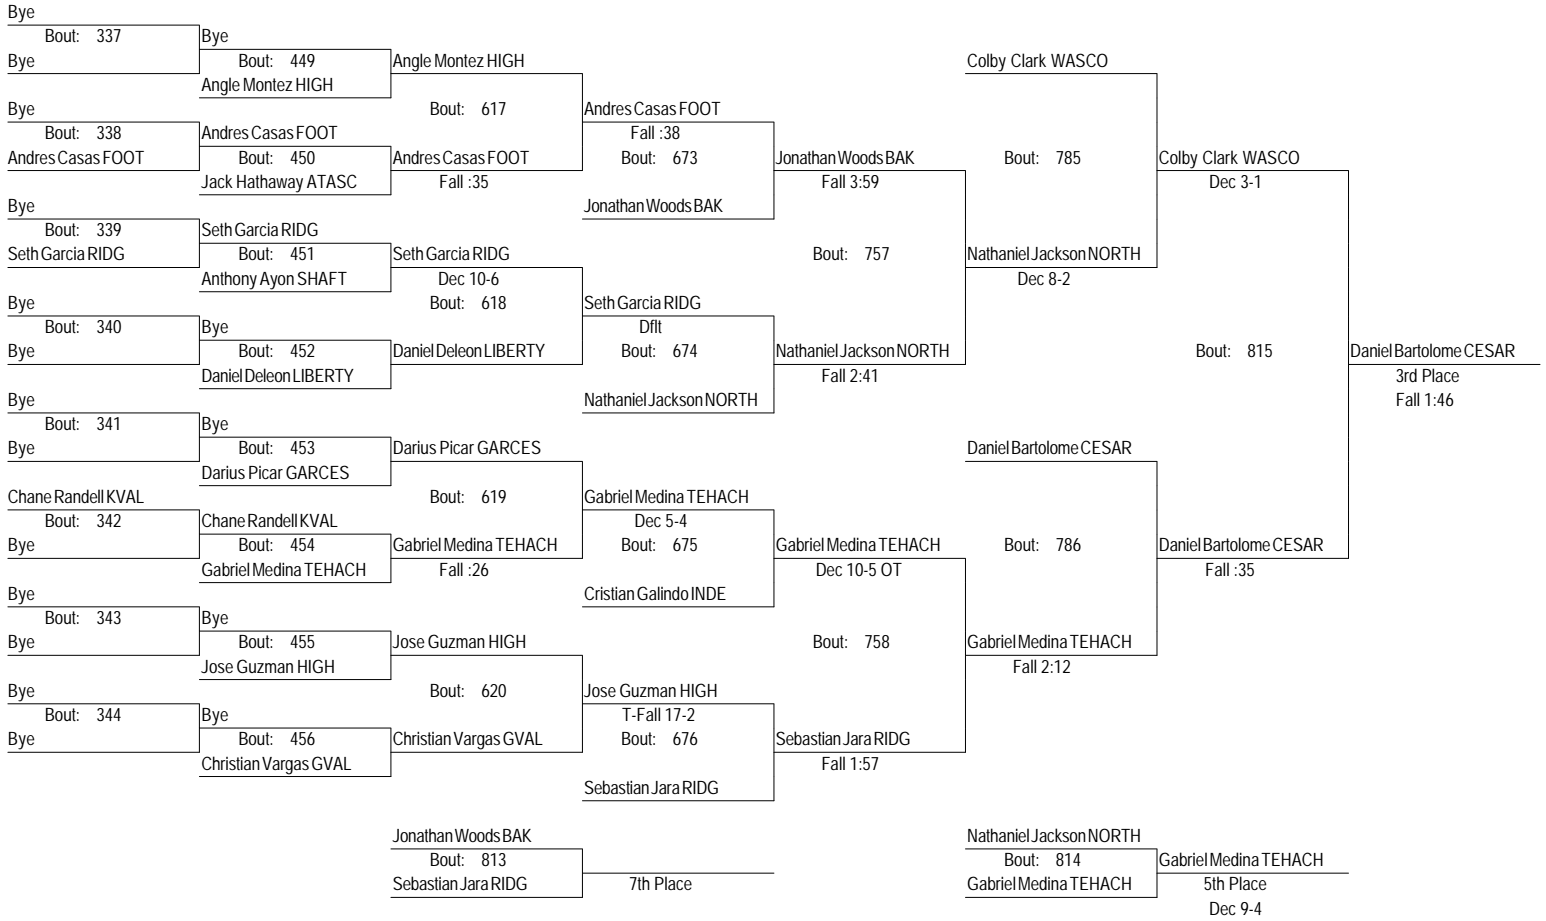 Bye
Bout: 337
Bye
Bye
Bout: 449
Angle Montez HIGH
Angle Montez HIGH
Colby Clark WASCO
Bye
Bout: 338
Andres Casas FOOT
Andres Casas FOOT
Bout: 450
Jack Hathaway ATASC
Bout: 617
Andres Casas FOOT
Fall :35
Andres Casas FOOT
Fall :38
Bout: 673
Jonathan Woods BAK
Jonathan Woods BAK
Fall 3:59
Bout: 785
Colby Clark WASCO
Dec 3-1
Bye
Bout: 339
Seth Garcia RIDG
Seth Garcia RIDG
Bout: 451
Anthony Ayon SHAFT
Seth Garcia RIDG
Dec 10-6
Bout: 618
Bout: 757
Nathaniel Jackson NORTH
Dec 8-2
Bye
Bout: 340
Bye
Bye
Bout: 452
Daniel Deleon LIBERTY
Daniel Deleon LIBERTY
Seth Garcia RIDG
Dflt
Bout: 674
Nathaniel Jackson NORTH
Nathaniel Jackson NORTH
Fall 2:41
Bout: 815
Daniel Bartolome CESAR
3rd Place
Fall 1:46
Bye
Bout: 341
Bye
Bye
Bout: 453
Darius Picar GARCES
Darius Picar GARCES
Daniel Bartolome CESAR
Chane Randell KVAL
Bout: 342
Bye
Chane Randell KVAL
Bout: 454
Gabriel Medina TEHACH
Bout: 619
Gabriel Medina TEHACH
Fall :26
Gabriel Medina TEHACH
Dec 5-4
Bout: 675
Cristian Galindo INDE
Gabriel Medina TEHACH
Dec 10-5 OT
Bout: 786
Daniel Bartolome CESAR
Fall :35
Bye
Bout: 343
Bye
Bye
Bout: 455
Jose Guzman HIGH
Jose Guzman HIGH
Bout: 758
Gabriel Medina TEHACH
Fall 2:12
Bye
Bout: 344
Bye
Bye
Bout: 456
Christian Vargas GVAL
Bout: 620
Christian Vargas GVAL
Jose Guzman HIGH
T-Fall 17-2
Bout: 676
Sebastian Jara RIDG
Sebastian Jara RIDG
Fall 1:57
Jonathan Woods BAK
Bout: 813
Sebastian Jara RIDG
7th Place
Nathaniel Jackson NORTH
Bout: 814
Gabriel Medina TEHACH
Gabriel Medina TEHACH
5th Place
Dec 9-4